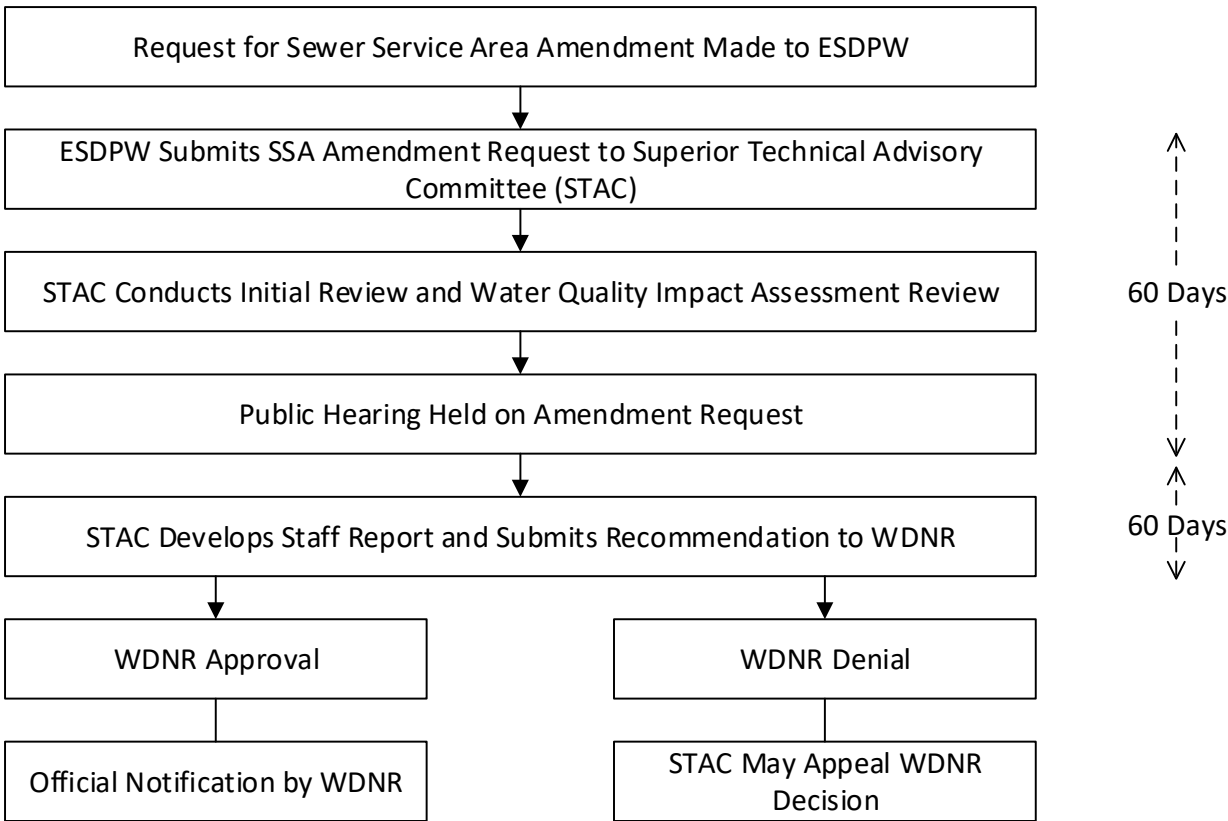 Request for Sewer Service Area Amendment Made to ESDPW
ESDPW Submits SSA Amendment Request to Superior Technical Advisory
Committee (STAC)
STAC Conducts Initial Review and Water Quality Impact Assessment Review
60 Days
Public Hearing Held on Amendment Request
STAC Develops Staff Report and Submits Recommendation to WDNR
60 Days
WDNR Approval
WDNR Denial
Official Notification by WDNR
STAC May Appeal WDNR
Decision